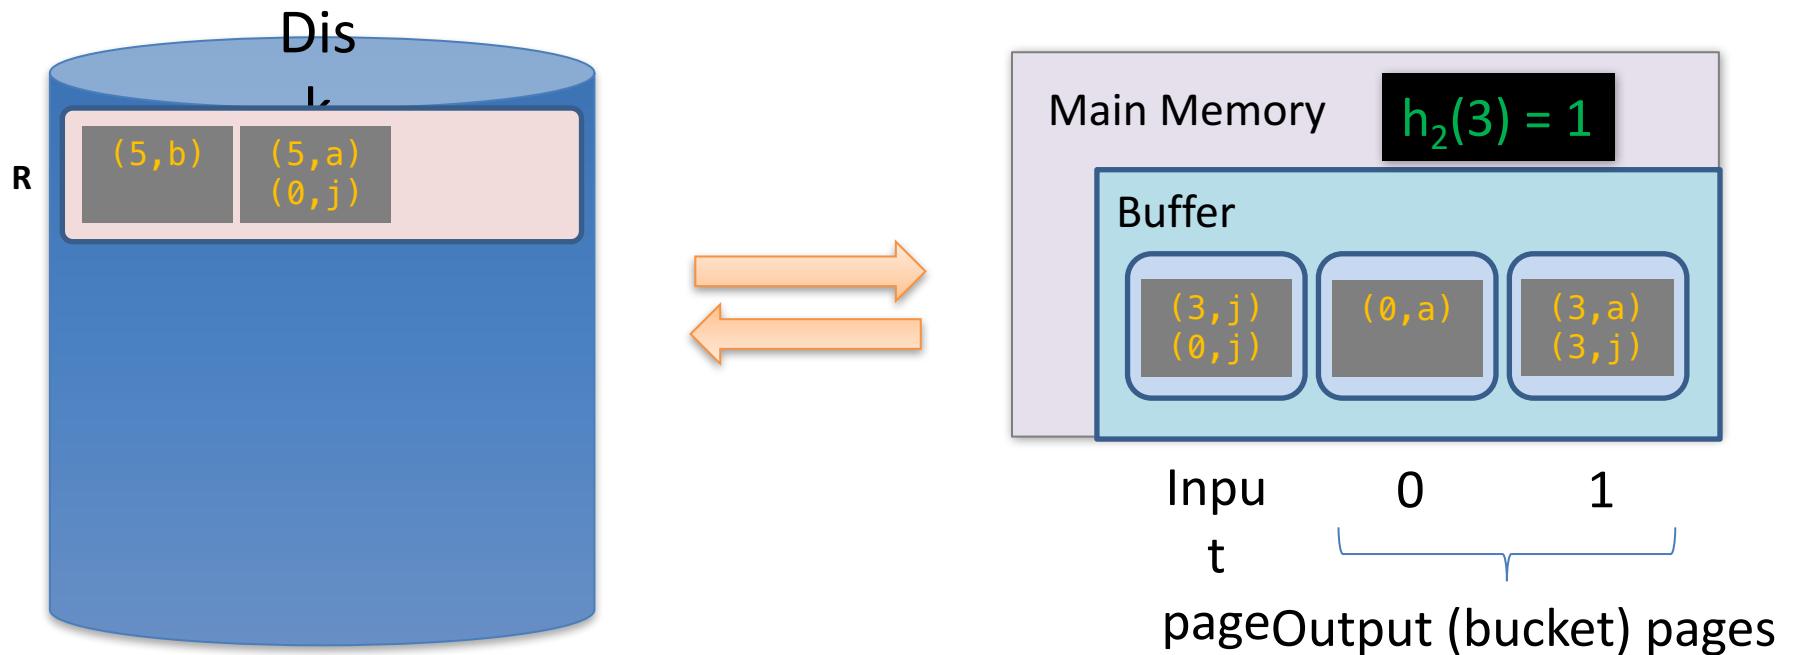 Dis
k
R
(5,b)
(5,a)
(0,j)
Main Memory
h₂(3) = 1
Buffer
(3,j)
(0,j)
(0,a)
(3,a)
(3,j)
Inpu
t
page
0
1
Output (bucket) pages